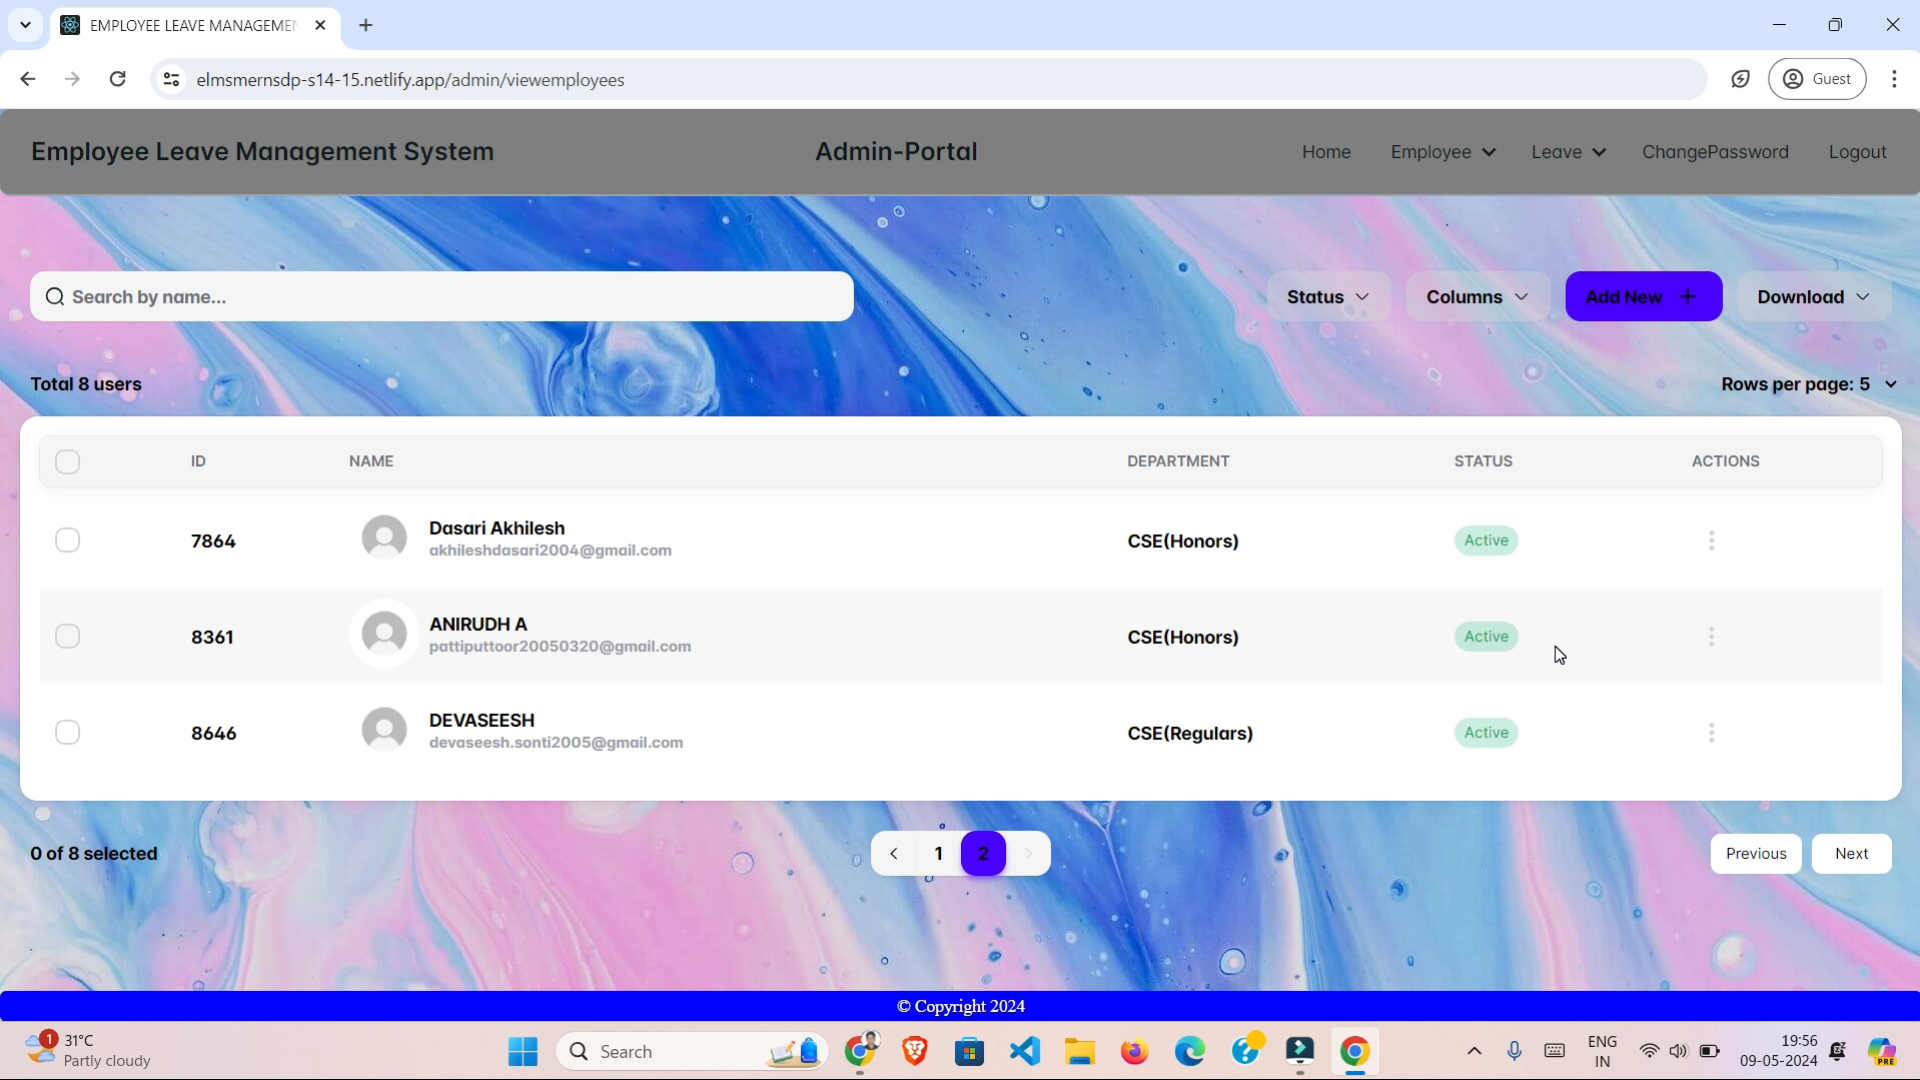 EMPLOYEE LEAVE MANAGEMEN
elmsmernsdp-s14-15.netlify.app/admin/viewemployees
Guest
Employee Leave Management System
Admin-Portal
Home
Employee
Leave
ChangePassword
Logout
Search by name...
Status
Columns
Add New +
Download
Total 8 users
Rows per page: 5
ID NAME DEPARTMENT STATUS ACTIONS
7864 Dasari Akhilesh CSE(Honors) Active
akhileshdasari2004@gmail.com
8361 ANIRUDH A CSE(Honors) Active
pattiputtoor20050320@gmail.com
8646 DEVASEESH CSE(Regulars) Active
devaseesh.sonti2005@gmail.com
0 of 8 selected
< 1 2 >
Previous
Next
© Copyright 2024
1
31°C
Partly cloudy
Search
ENG
IN
19:56
09-05-2024
PRE